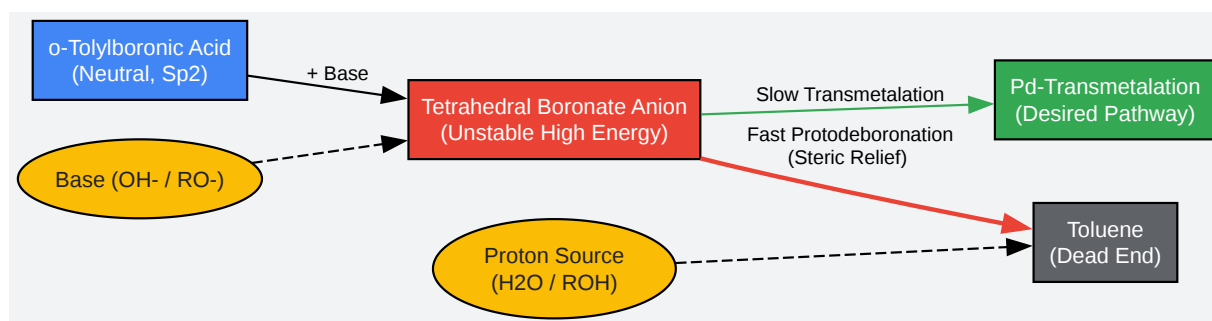 o-Tolylboronic Acid
(Neutral, Sp2)
+ Base
Base (OH- / RO-)
Tetrahedral Boronate Anion
(Unstable High Energy)
Slow Transmetalation
Fast Protodeboronation
(Steric Relief)
Pd-Transmetalation
(Desired Pathway)
Proton Source
(H2O / ROH)
Toluene
(Dead End)